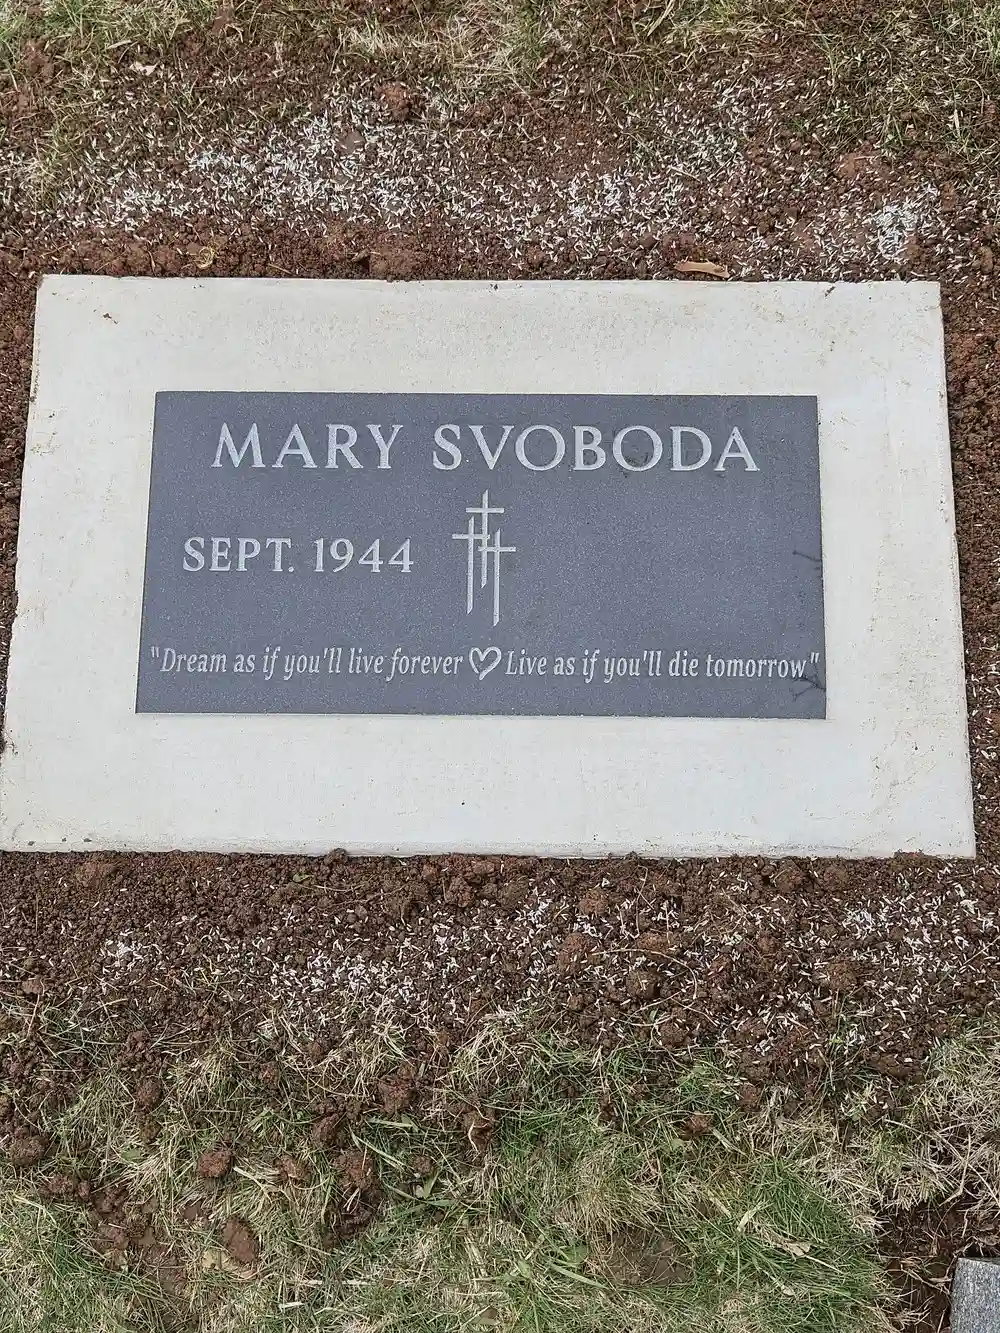 MARY SVOBODA
SEPT. 1944
"Dream as if you'll live forever ♡ Live as if you'll die tomorrow"